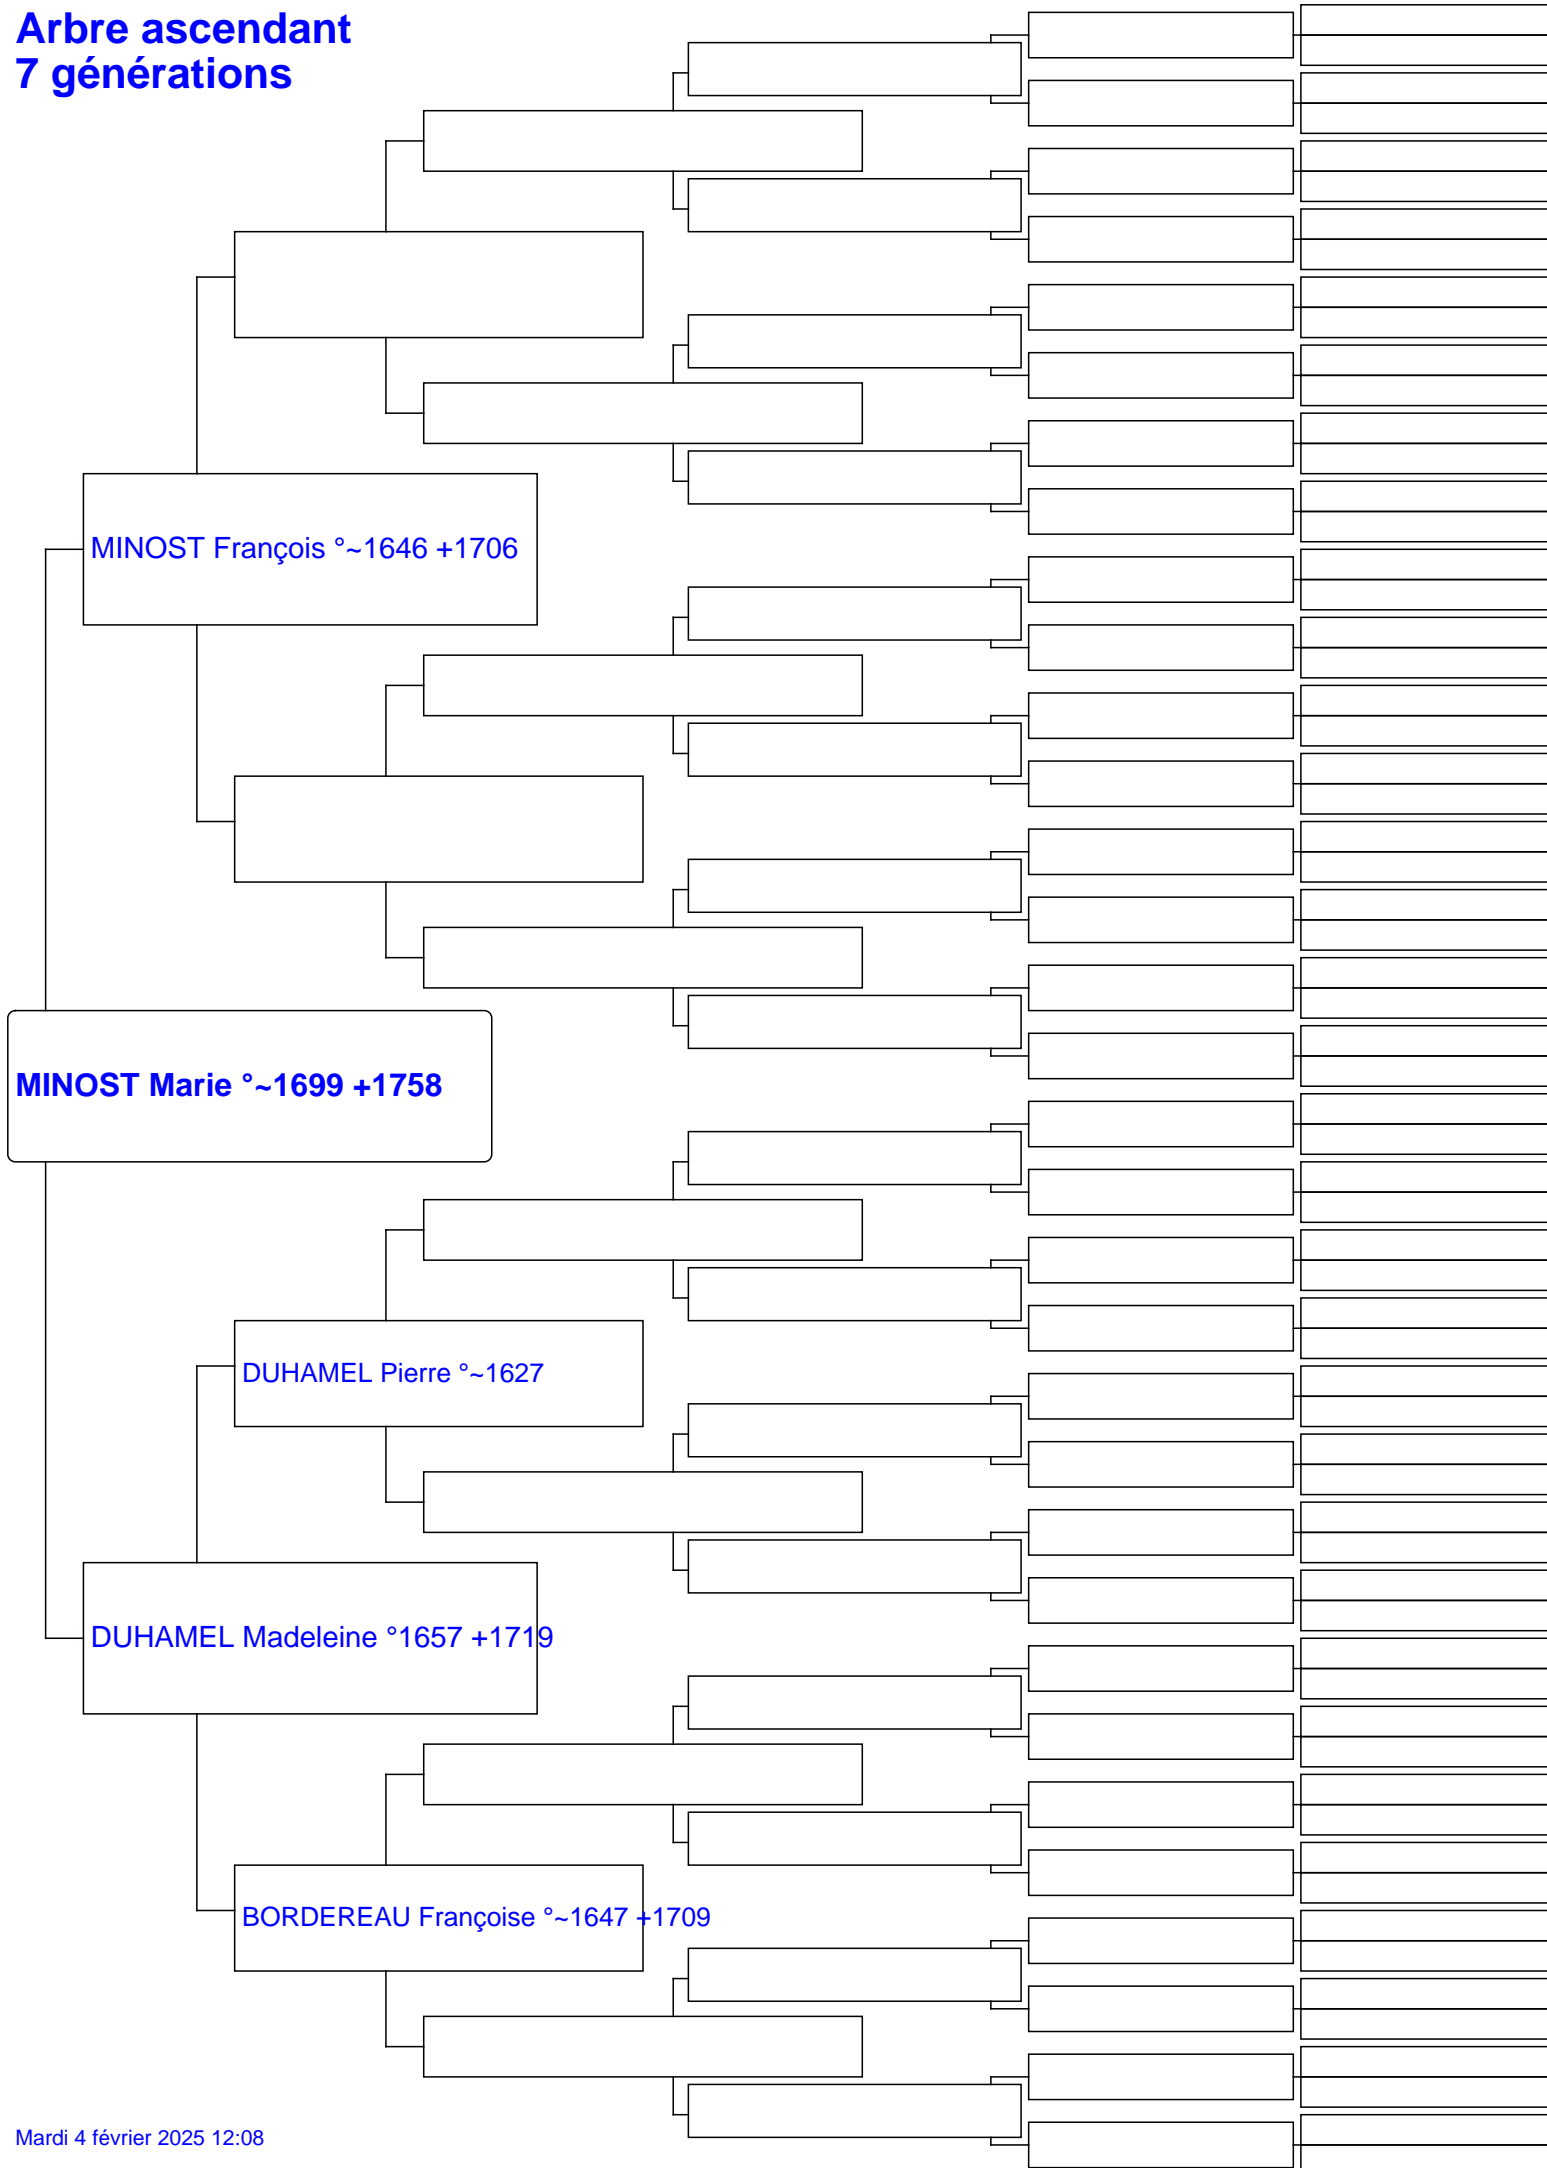 Arbre ascendant
7 générations
MINOST François °~1646 +1706
MINOST Marie °~1699 +1758
DUHAMEL Pierre °~1627
DUHAMEL Madeleine °1657 +1719
BORDEREAU Françoise °~1647 +1709
Mardi 4 février 2025 12:08